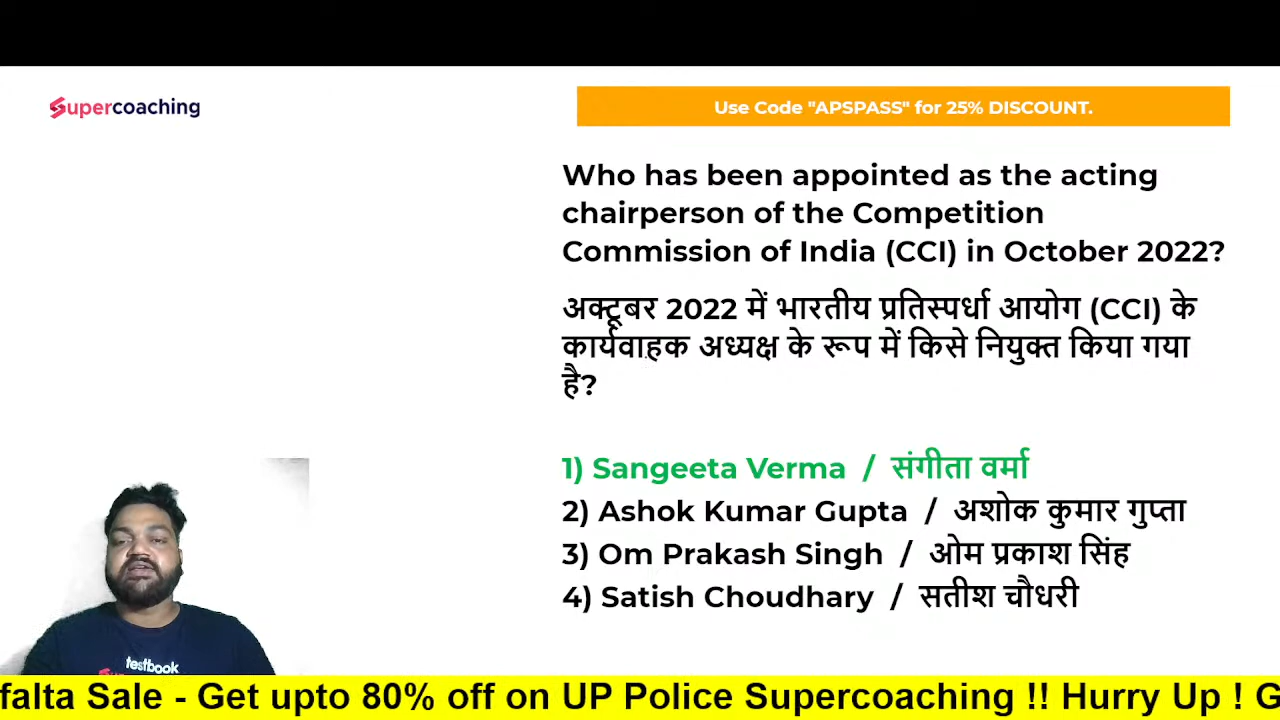 Supercoaching
Use Code "APSPASS" for 25% DISCOUNT.
Who has been appointed as the acting
chairperson of the Competition
Commission of India (CCI) in October 2022?
अक्टूबर 2022 में भारतीय प्रतिस्पर्धा आयोग (CCI) के
कार्यवाहक अध्यक्ष के रूप में किसे नियुक्त किया गया
है?
1) Sangeeta Verma / संगीता वर्मा
2) Ashok Kumar Gupta / अशोक कुमार गुप्ता
3) Om Prakash Singh / ओम प्रकाश सिंह
4) Satish Choudhary / सतीश चौधरी
testbook
falta Sale - Get upto 80% off on UP Police Supercoaching !! Hurry Up ! G